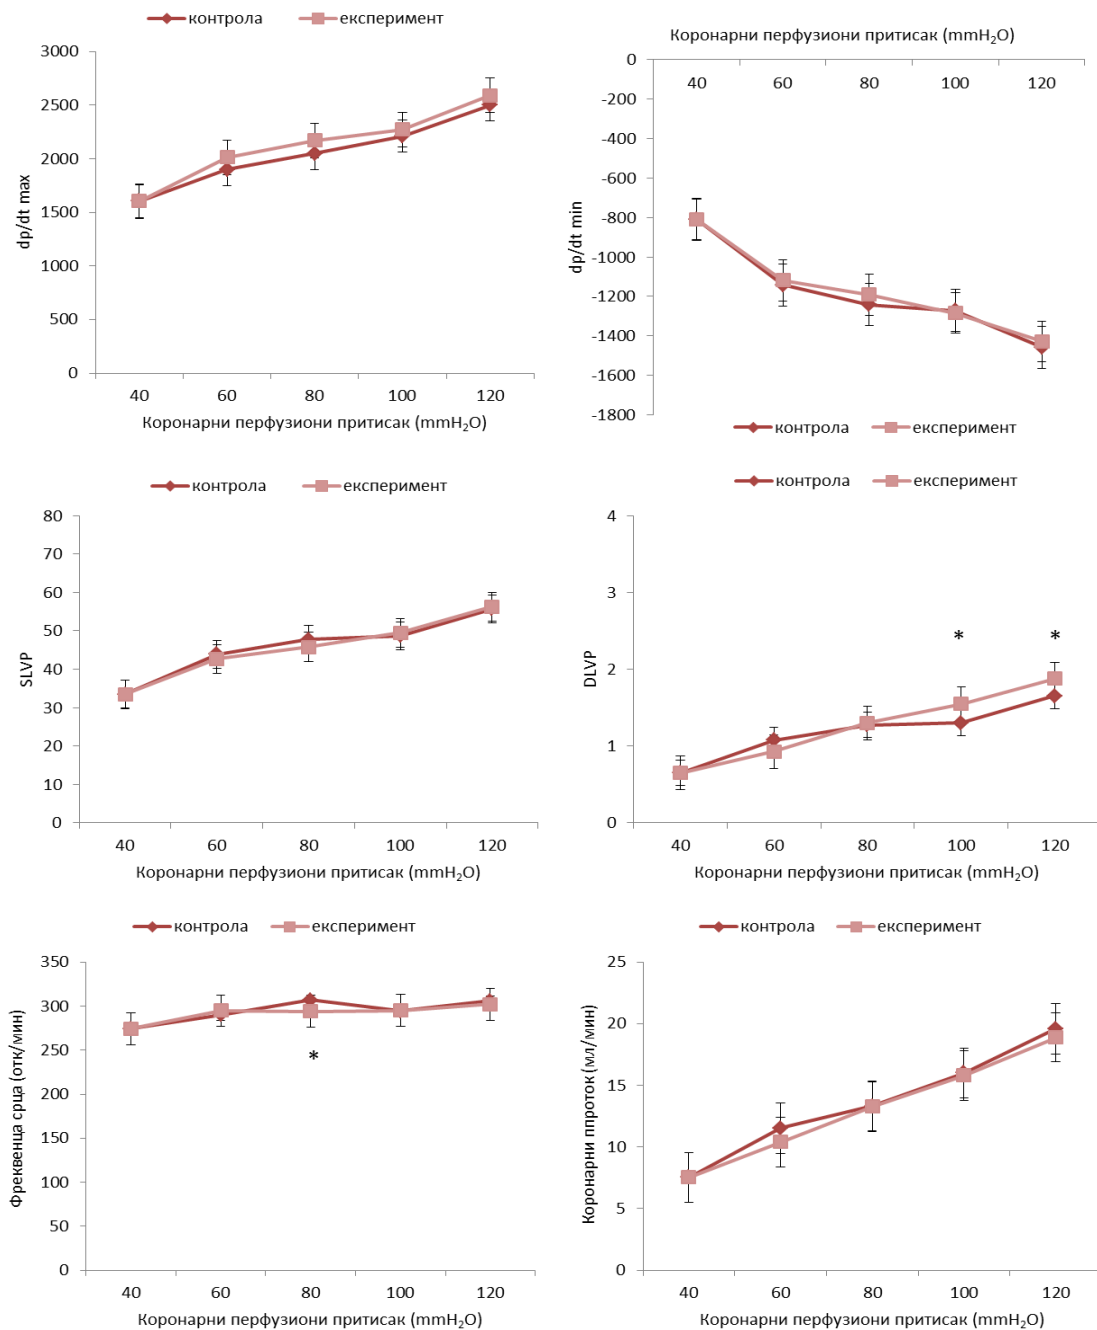 контрола експеримент
3000
2500
2000
1500
1000
500
0
dp/dt max
40 60 80 100 120
Коронарни перфузиони притисак (mmH₂O)
Коронарни перфузиони притисак (mmH₂O)
40 60 80 100 120
0
-200
-400
-600
-800
-1000
-1200
-1400
-1600
-1800
dp/dt min
контрола експеримент
контрола експеримент
80
70
60
50
40
30
20
10
0
SLVP
40 60 80 100 120
Коронарни перфузиони притисак (mmH₂O)
контрола експеримент
4
3
2
1
0
DLVP
* *
40 60 80 100 120
Коронарни перфузиони притисак (mmH₂O)
контрола експеримент
350
300
250
200
150
100
50
0
Фреквенца срца (отк/мин)
*
40 60 80 100 120
Коронарни перфузиони притисак (mmH₂O)
контрола експеримент
25
20
15
10
5
0
Коронарни ппроток (мл/мин)
40 60 80 100 120
Коронарни перфузиони притисак (mmH₂O)